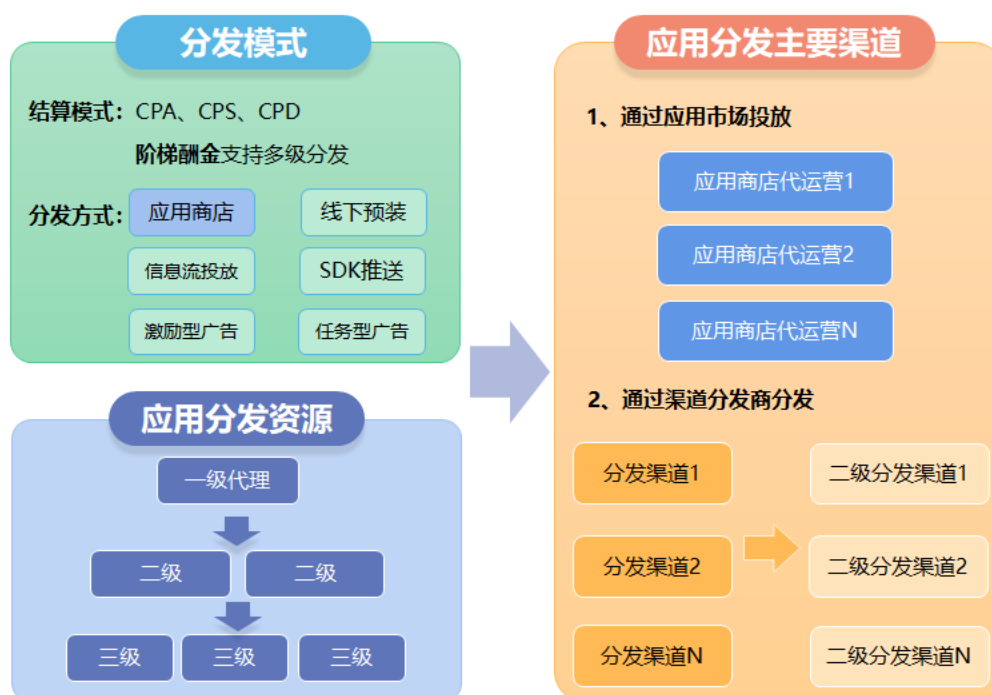 分发模式
结算模式：CPA、CPS、CPD
阶梯酬金支持多级分发
分发方式：
应用商店
线下预装
信息流投放
SDK推送
激励型广告
任务型广告
应用分发资源
一级代理
二级
二级
三级
三级
三级
应用分发主要渠道
1、通过应用市场投放
应用商店代运营1
应用商店代运营2
应用商店代运营N
2、通过渠道分发商分发
分发渠道1
二级分发渠道1
分发渠道2
二级分发渠道2
分发渠道N
二级分发渠道N